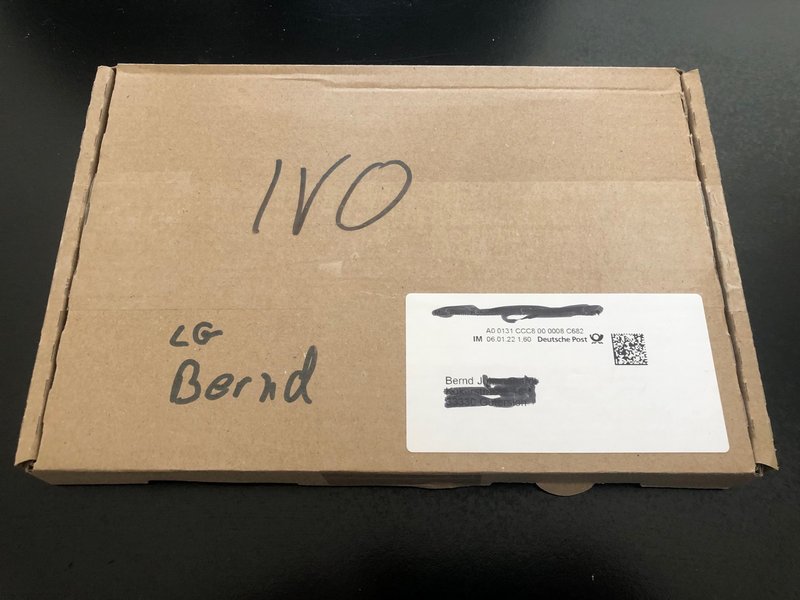 IVO
LG
Bernd
A0 0131 CCC8 00 0008 C682
IM 06.01.22 1.60 Deutsche Post
Bernd J